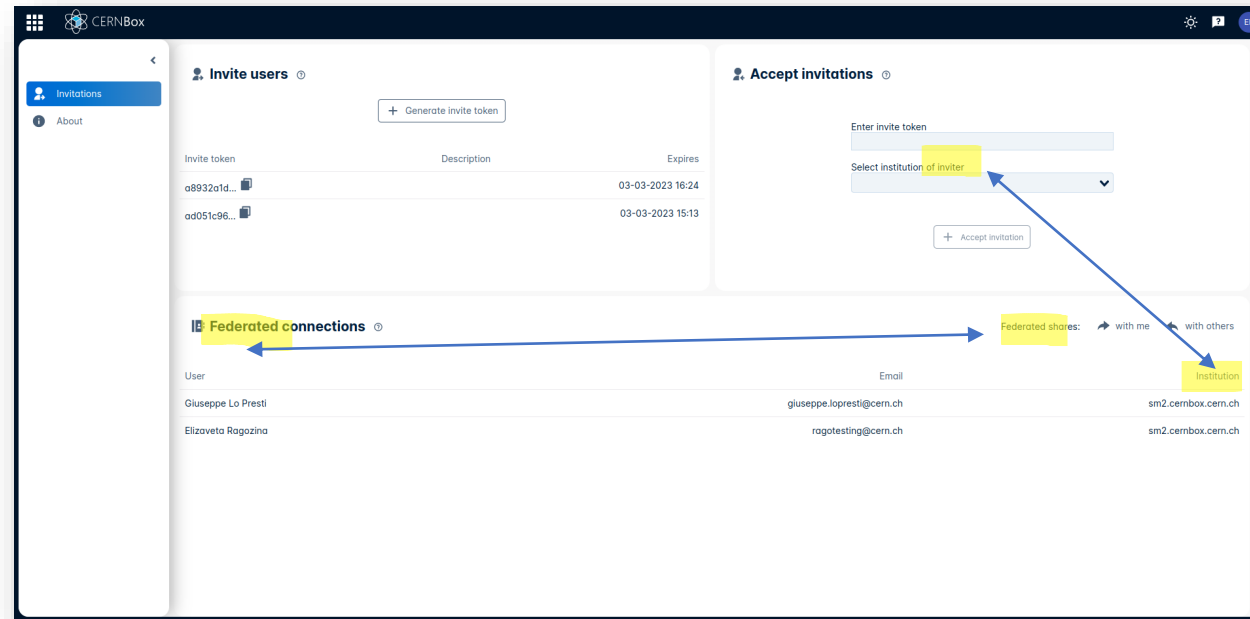 CERNBox
?
Invitations
About
Invite users
+ Generate invite token
Invite token Description Expires
a8932a1d... 03-03-2023 16:24
ad051c96... 03-03-2023 15:13
Accept invitations
Enter invite token
Select institution of inviter
+ Accept invitation
Federated connections
Federated shares: with me with others
User Email Institution
Giuseppe Lo Presti giuseppe.lopresti@cern.ch sm2.cernbox.cern.ch
Elizaveta Ragozina ragotesting@cern.ch sm2.cernbox.cern.ch